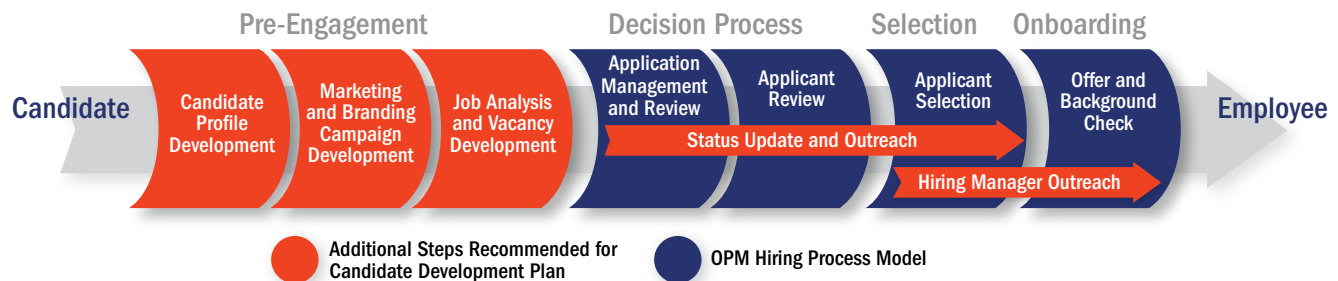 Pre-Engagement
Decision Process
Selection
Onboarding
Candidate
Candidate
Profile
Development
Marketing
and Branding
Campaign
Development
Job Analysis
and Vacancy
Development
Application
Management
and Review
Applicant
Review
Applicant
Selection
Offer and
Background
Check
Employee
Status Update and Outreach
Hiring Manager Outreach
Additional Steps Recommended for
Candidate Development Plan
OPM Hiring Process Model